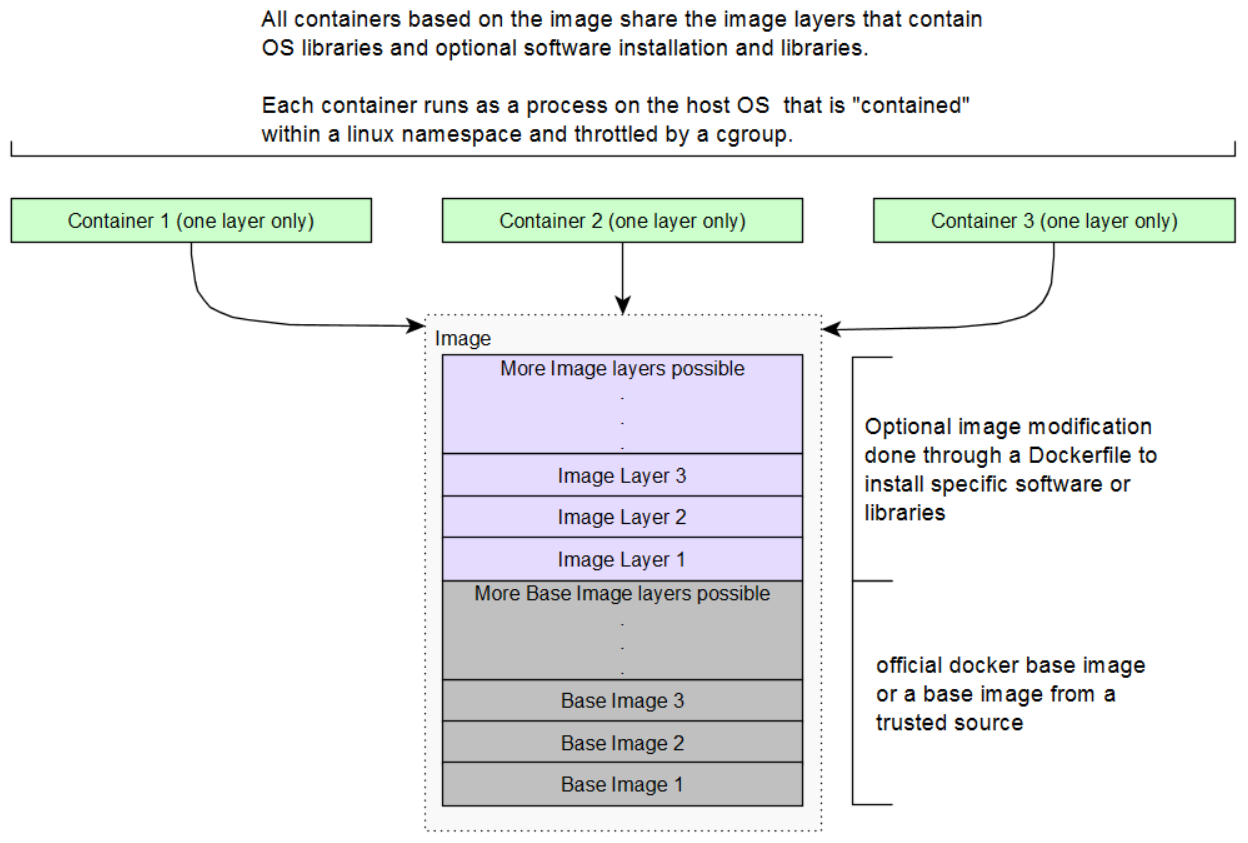 All containers based on the image share the image layers that contain
OS libraries and optional software installation and libraries.
Each container runs as a process on the host OS that is "contained"
within a linux namespace and throttled by a cgroup.
Container 1 (one layer only)
Container 2 (one layer only)
Container 3 (one layer only)
Image
More Image layers possible
.
.
.
Image Layer 3
Image Layer 2
Image Layer 1
Optional image modification
done through a Dockerfile to
install specific software or
libraries
More Base Image layers possible
.
.
.
Base Image 3
Base Image 2
Base Image 1
official docker base image
or a base image from a
trusted source